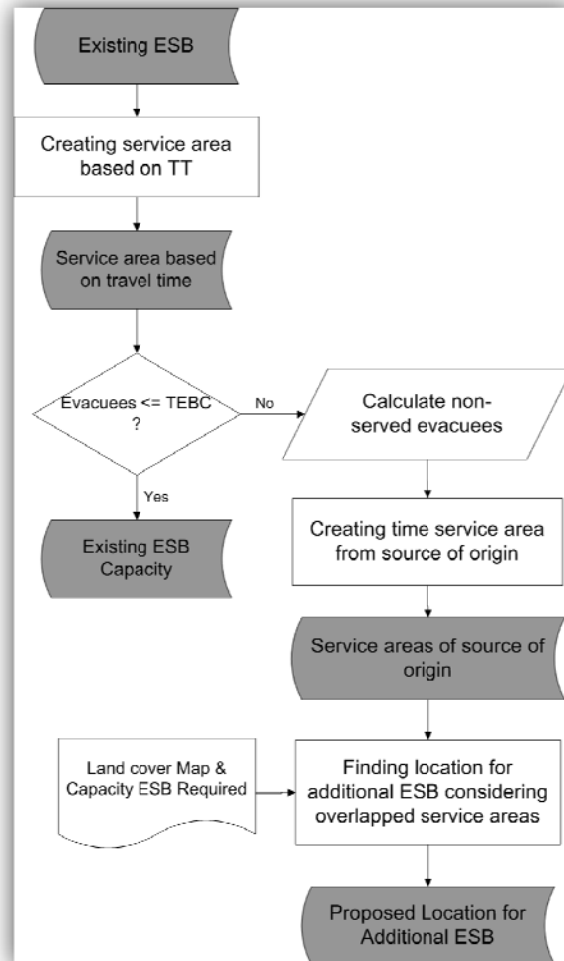 Existing ESB
Creating service area
based on TT
Service area based
on travel time
Evacuees <= TEBC
?
No
Yes
Existing ESB
Capacity
Calculate non-
served evacuees
Creating time service area
from source of origin
Service areas of source of
origin
Land cover Map &
Capacity ESB Required
Finding location for
additional ESB considering
overlapped service areas
Proposed Location for
Additional ESB